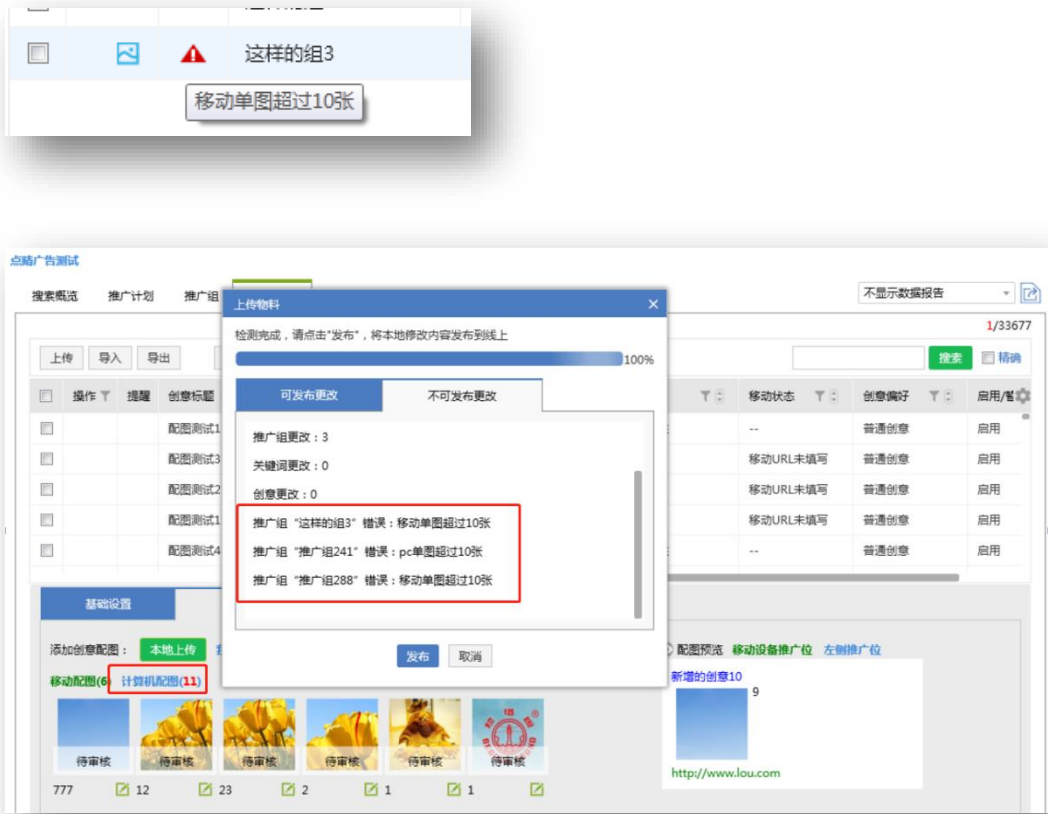 这样的组3
移动单图超过10张
点睛广告测试
搜索概览 推广计划 推广组
不显示数据报告
1/33677
上传 导入 导出
搜索 精确
操作 提醒 创意标题
移动状态 创意偏好 启用/暂
配图测试1 -- 普通创意 启用
配图测试3 移动URL未填写 普通创意 启用
配图测试2 移动URL未填写 普通创意 启用
配图测试1 移动URL未填写 普通创意 启用
配图测试4 -- 普通创意 启用
上传物料 ×
检测完成，请点击"发布"，将本地修改内容发布到线上
100%
可发布更改 不可发布更改
推广组更改：3
关键词更改：0
创意更改：0
推广组 “这样的组3” 错误：移动单图超过10张
推广组 “推广组241” 错误：pc单图超过10张
推广组 “推广组288” 错误：移动单图超过10张
发布 取消
基础设置
添加创意配图： 本地上传
移动配图(6) 计算机配图(11)
待审核 待审核 待审核 待审核 待审核 待审核
777 12 23 2 1 1
配图预览 移动设备推广位 左侧推广位
新增的创意10
9
http://www.lou.com